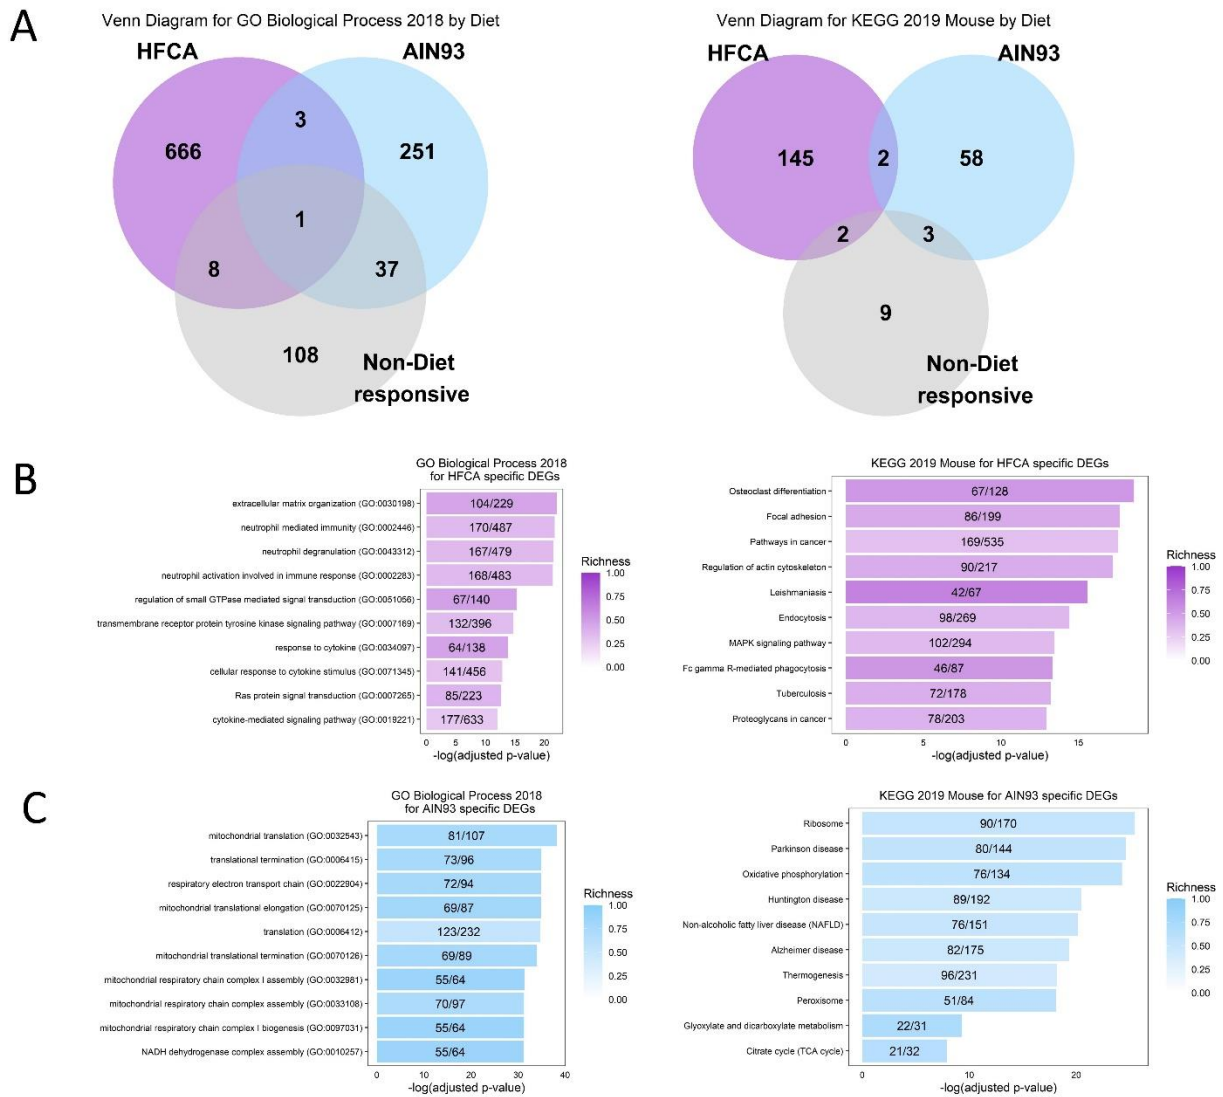 A
Venn Diagram for GO Biological Process 2018 by Diet
HFCA
AIN93
3
666
251
1
8
37
108
Non-Diet
responsive
Venn Diagram for KEGG 2019 Mouse by Diet
HFCA
AIN93
145
2
58
2
3
9
Non-Diet
responsive
B
GO Biological Process 2018
for HFCA specific DEGs
extracellular matrix organization (GO:0030198) 104/229
neutrophil mediated immunity (GO:0002446) 170/487
neutrophil degranulation (GO:0043312) 167/479
neutrophil activation involved in immune response (GO:0002283) 168/483
regulation of small GTPase mediated signal transduction (GO:0051056) 67/140
transmembrane receptor protein tyrosine kinase signaling pathway (GO:0007169) 132/396
response to cytokine (GO:0034097) 64/138
cellular response to cytokine stimulus (GO:0071345) 141/456
Ras protein signal transduction (GO:0007265) 85/223
cytokine-mediated signaling pathway (GO:0019221) 177/633
0 5 10 15 20
-log(adjusted p-value)
Richness
1.00
0.75
0.50
0.25
0.00
KEGG 2019 Mouse for HFCA specific DEGs
Osteoclast differentiation 67/128
Focal adhesion 86/199
Pathways in cancer 169/535
Regulation of actin cytoskeleton 90/217
Leishmaniasis 42/67
Endocytosis 98/269
MAPK signaling pathway 102/294
Fc gamma R-mediated phagocytosis 46/87
Tuberculosis 72/178
Proteoglycans in cancer 78/203
0 5 10 15
-log(adjusted p-value)
Richness
1.00
0.75
0.50
0.25
0.00
C
GO Biological Process 2018
for AIN93 specific DEGs
mitochondrial translation (GO:0032543) 81/107
translational termination (GO:0006415) 73/96
respiratory electron transport chain (GO:0022904) 72/94
mitochondrial translational elongation (GO:0070125) 69/87
translation (GO:0006412) 123/232
mitochondrial translational termination (GO:0070126) 69/89
mitochondrial respiratory chain complex I assembly (GO:0032981) 55/64
mitochondrial respiratory chain complex assembly (GO:0033108) 70/97
mitochondrial respiratory chain complex I biogenesis (GO:0097031) 55/64
NADH dehydrogenase complex assembly (GO:0010257) 55/64
0 10 20 30 40
-log(adjusted p-value)
Richness
1.00
0.75
0.50
0.25
0.00
KEGG 2019 Mouse for AIN93 specific DEGs
Ribosome 90/170
Parkinson disease 80/144
Oxidative phosphorylation 76/134
Huntington disease 89/192
Non-alcoholic fatty liver disease (NAFLD) 76/151
Alzheimer disease 82/175
Thermogenesis 96/231
Peroxisome 51/84
Glyoxylate and dicarboxylate metabolism 22/31
Citrate cycle (TCA cycle) 21/32
0 10 20
-log(adjusted p-value)
Richness
1.00
0.75
0.50
0.25
0.00